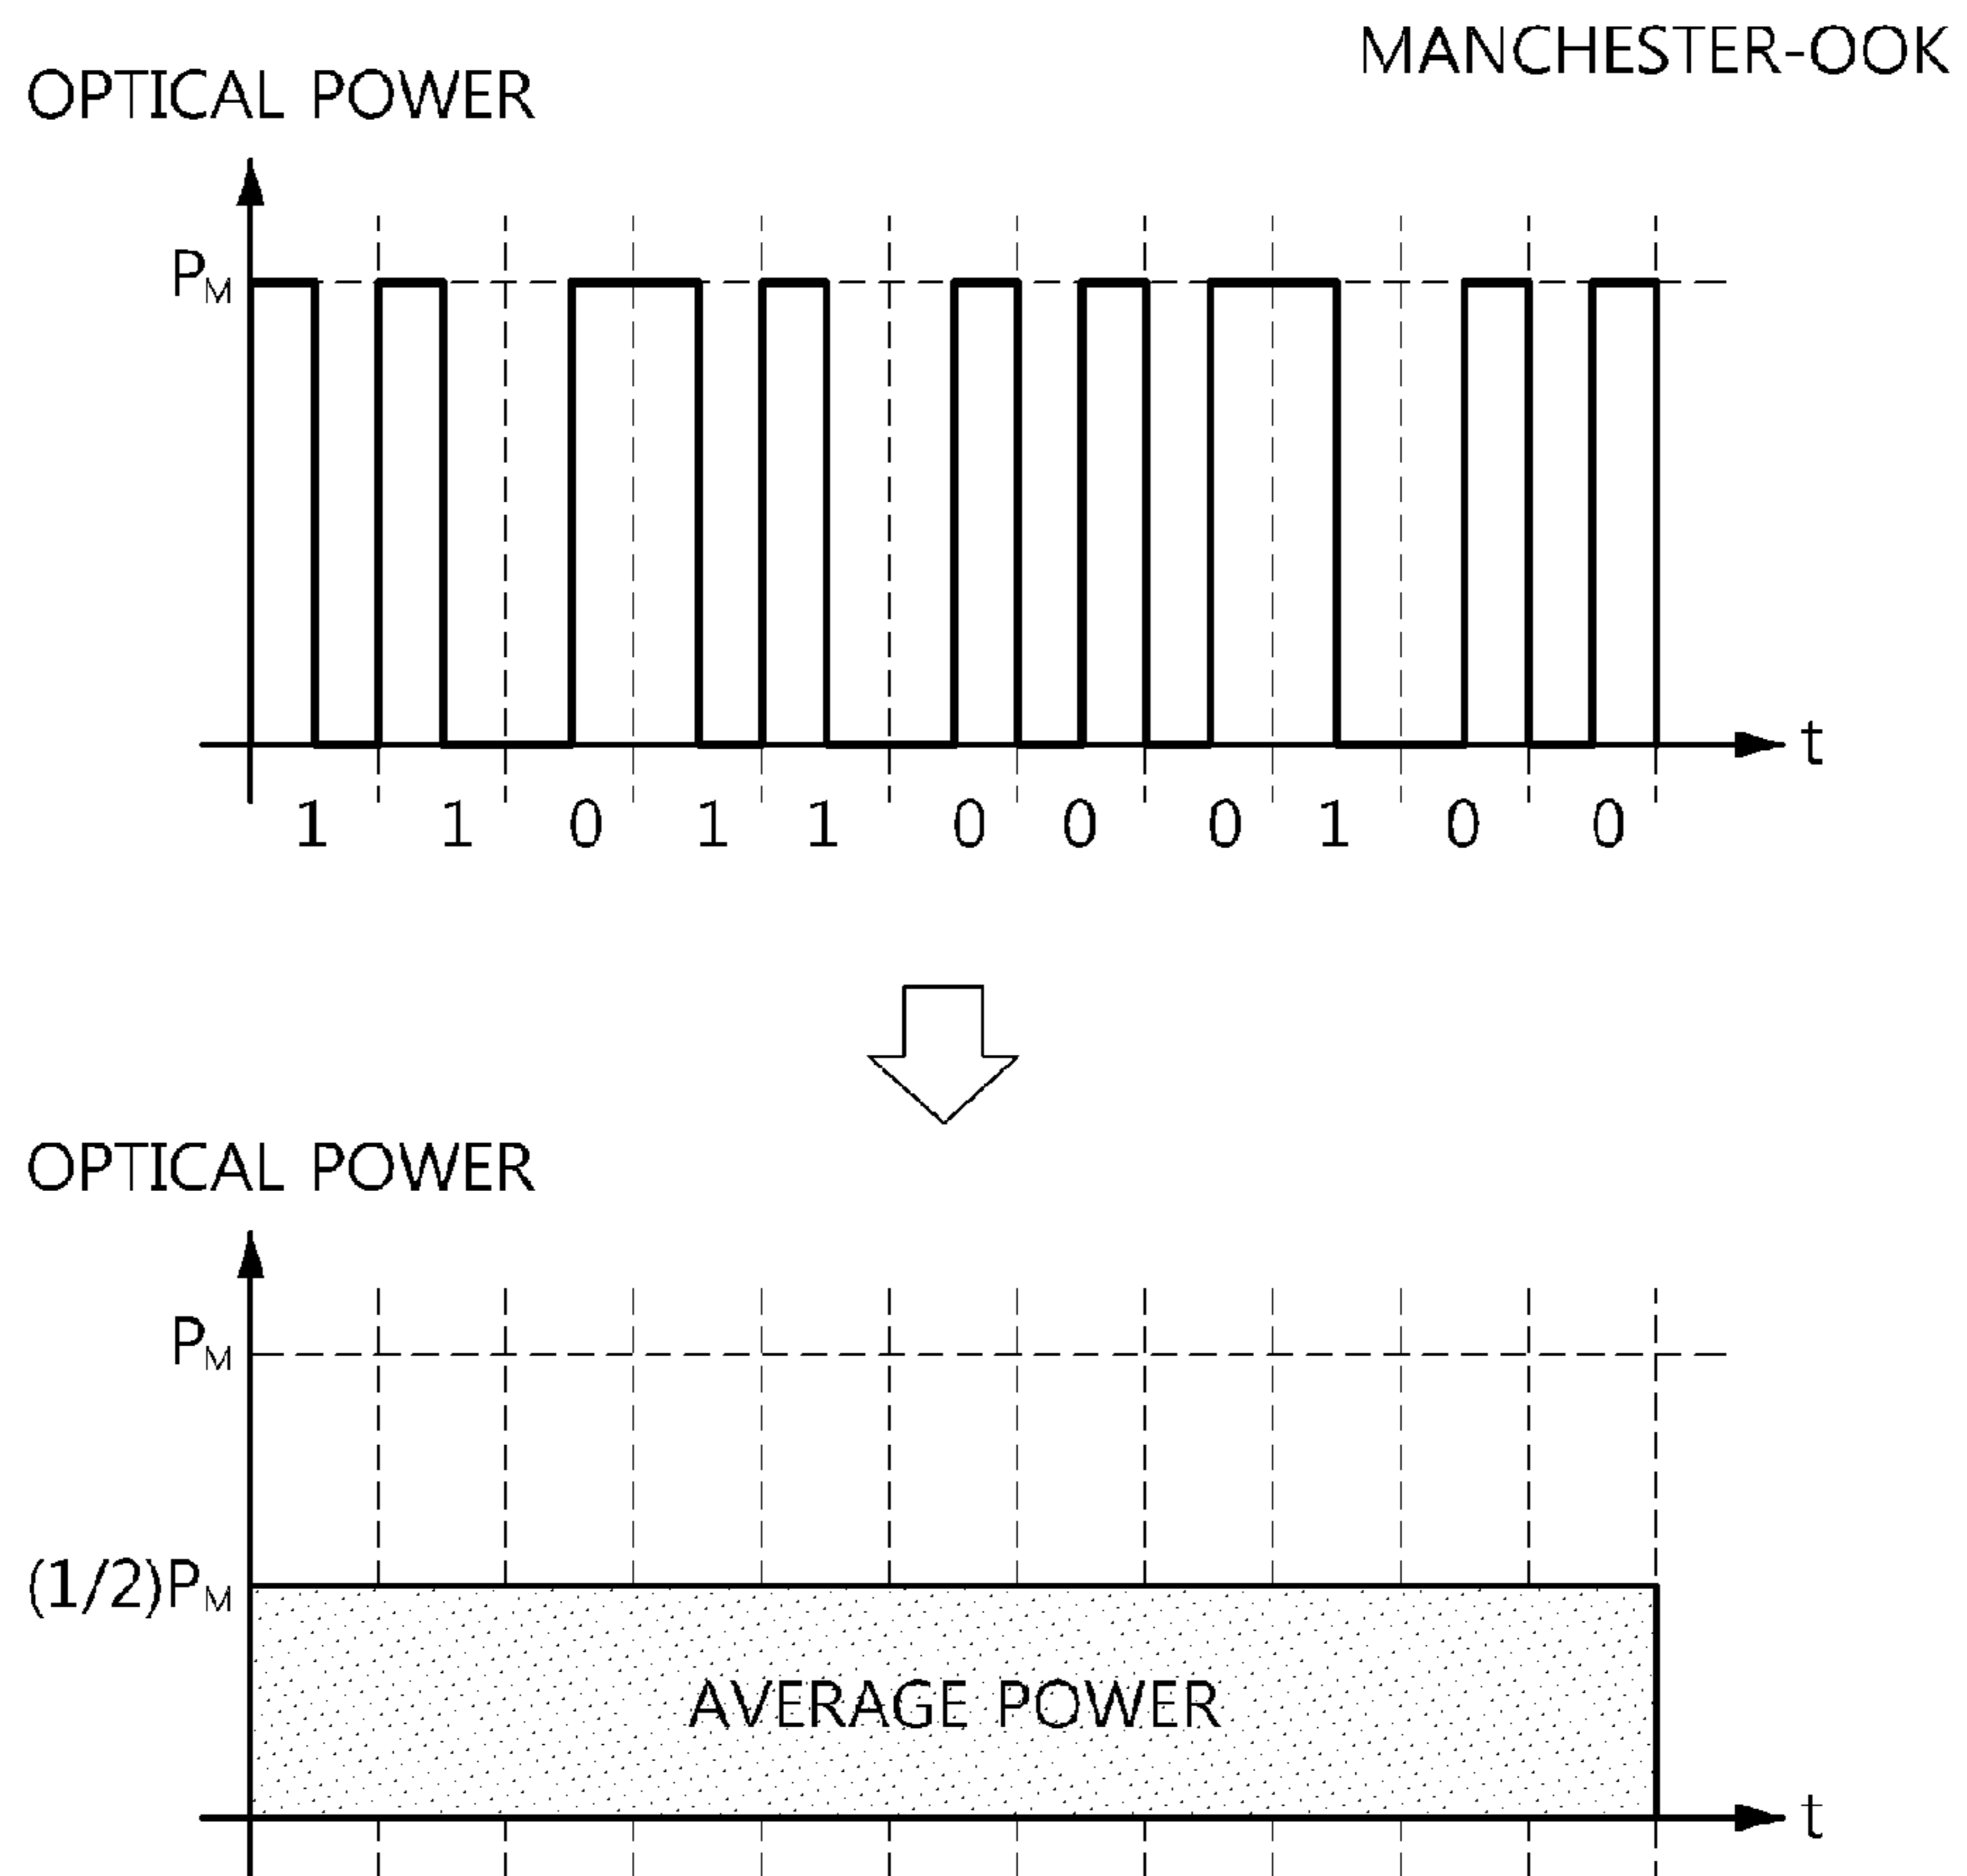 MANCHESTER-OOK
OPTICAL POWER
PM
t
1 1 0 1 1 0 0 0 1 0 0
OPTICAL POWER
PM
(1/2)PM
AVERAGE POWER
t